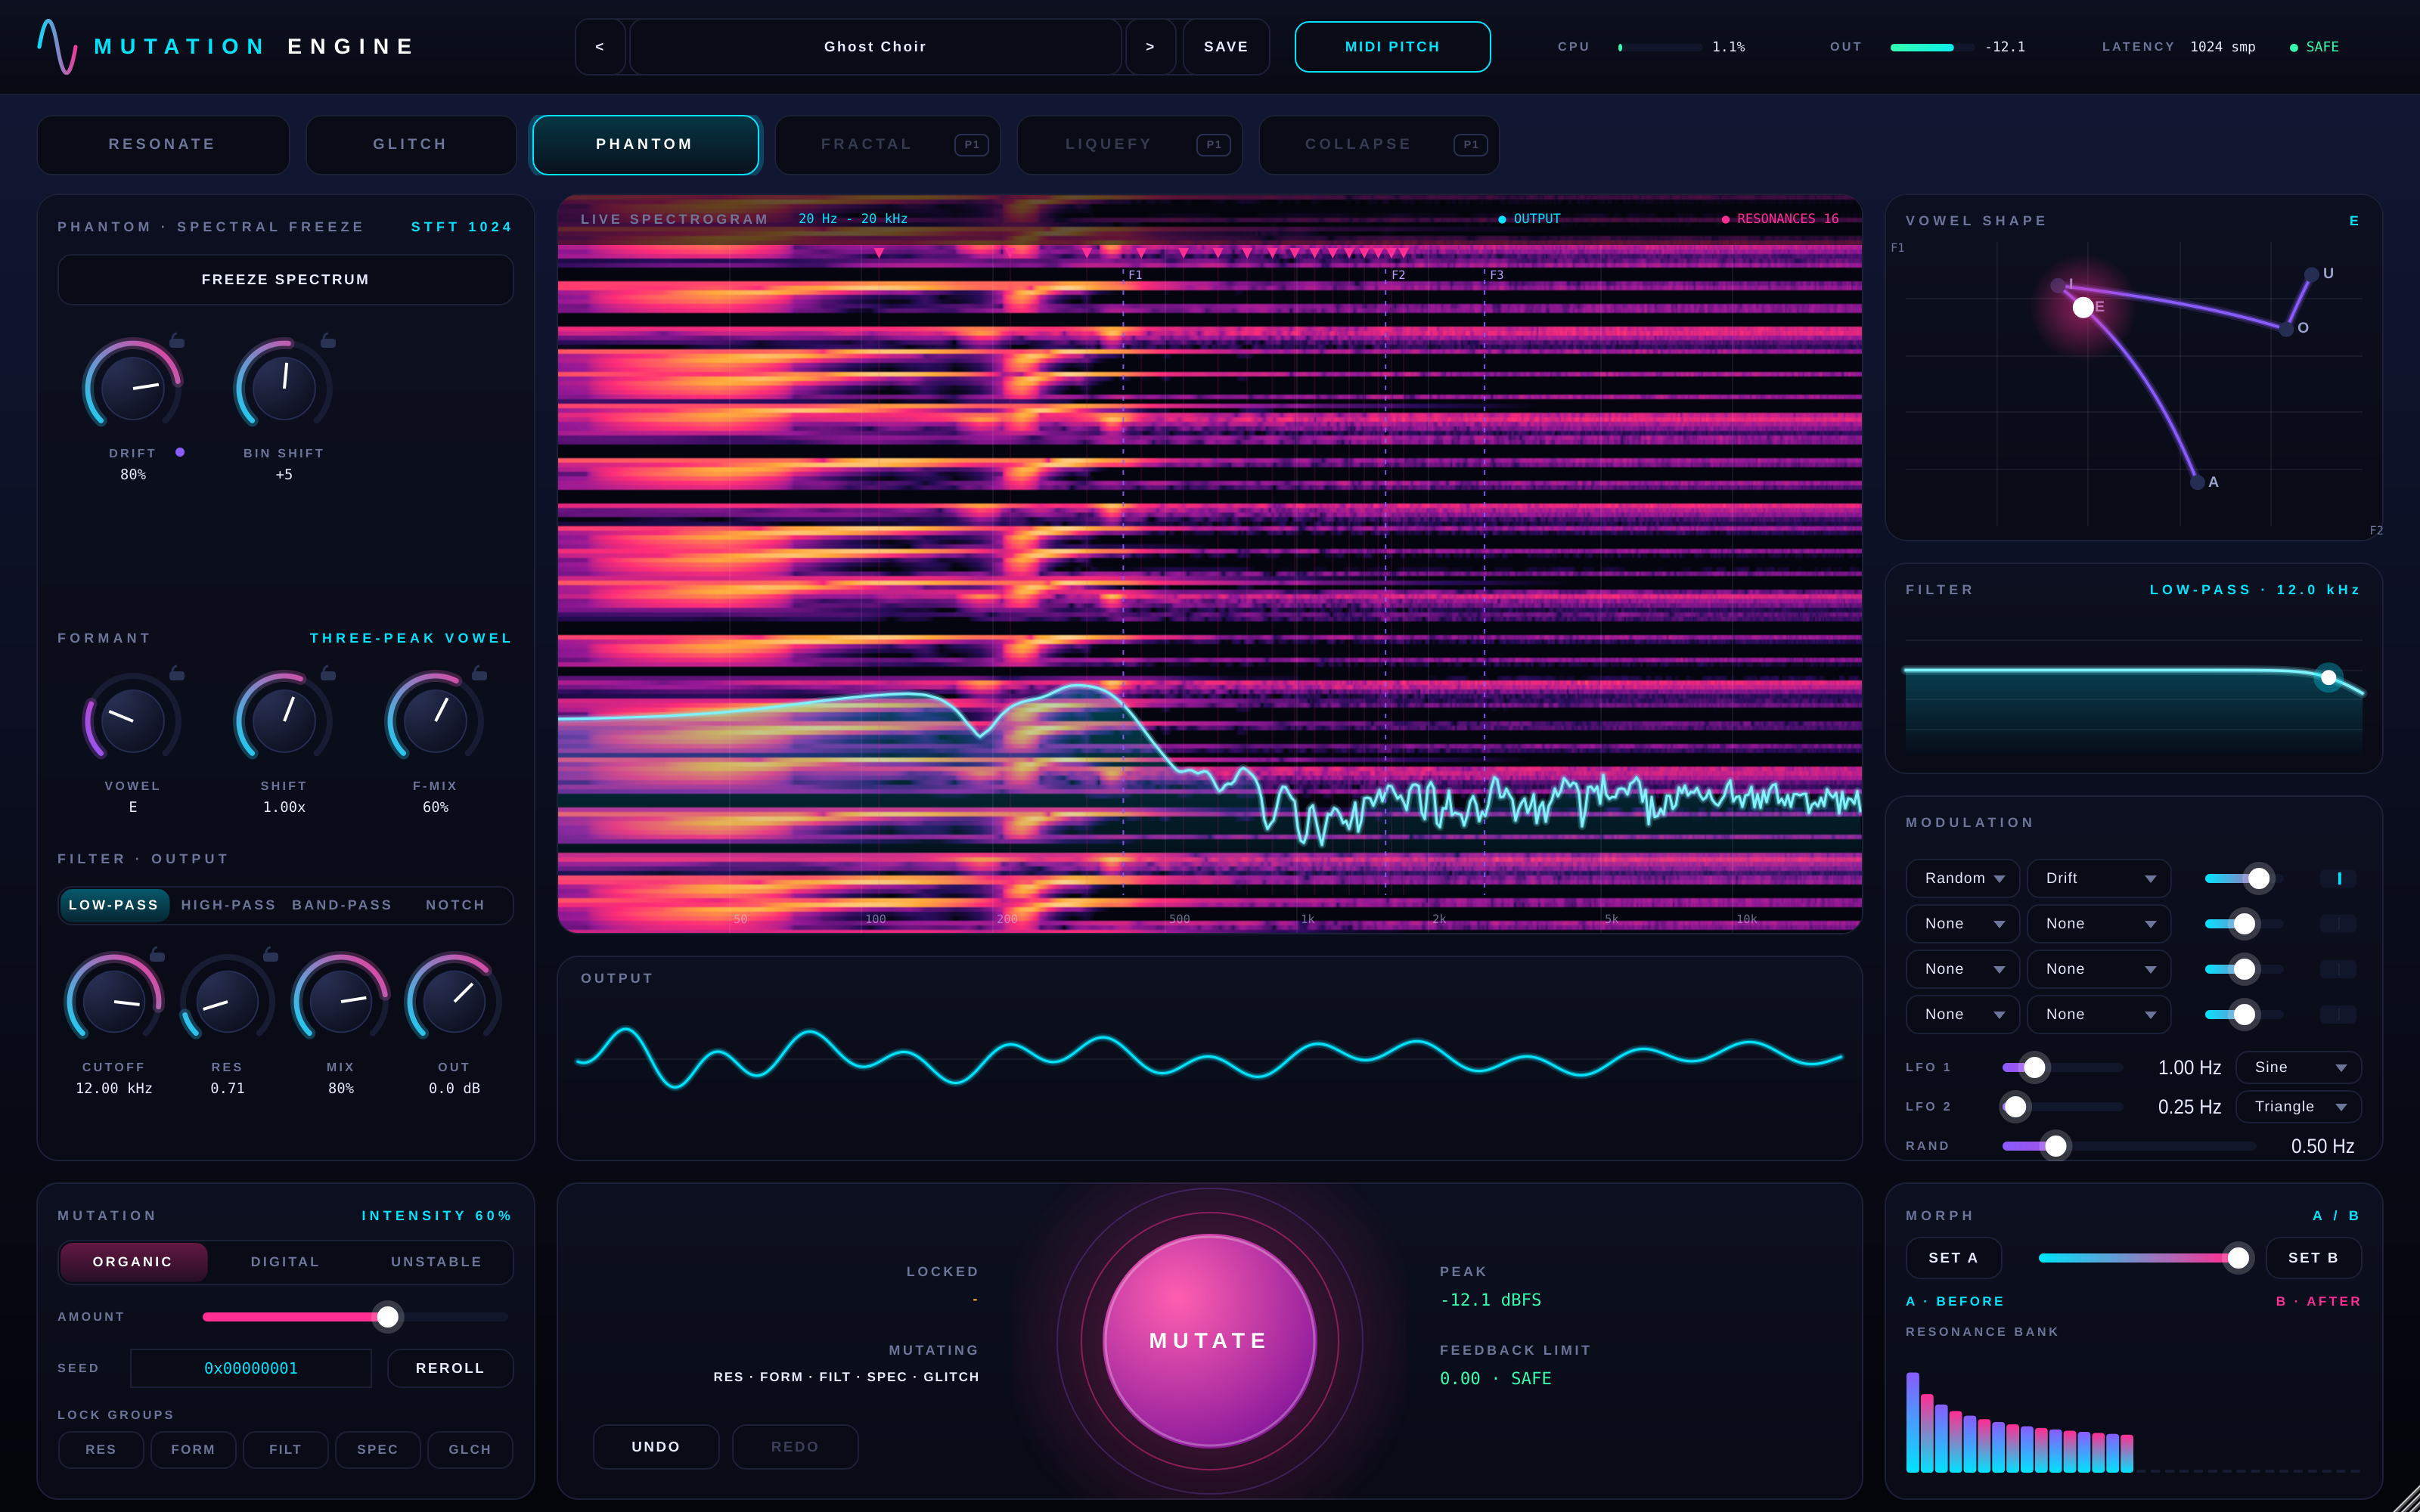 MUTATION ENGINE
<
Ghost Choir
>
SAVE
MIDI PITCH
CPU 1.1%
OUT -12.1
LATENCY 1024 smp
SAFE
RESONATE
GLITCH
PHANTOM
FRACTAL P1
LIQUEFY P1
COLLAPSE P1
PHANTOM · SPECTRAL FREEZE STFT 1024
FREEZE SPECTRUM
DRIFT BIN SHIFT
80% +5
FORMANT THREE-PEAK VOWEL
VOWEL SHIFT F-MIX
E 1.00x 60%
FILTER · OUTPUT
LOW-PASS HIGH-PASS BAND-PASS NOTCH
CUTOFF RES MIX OUT
12.00 kHz 0.71 80% 0.0 dB
LIVE SPECTROGRAM 20 Hz - 20 kHz OUTPUT RESONANCES 16
F1 F2 F3
50 100 200 500 1k 2k 5k 10k
OUTPUT
VOWEL SHAPE E
F1
I U
E
O
A
F2
FILTER LOW-PASS · 12.0 kHz
MODULATION
Random Drift
None None
None None
None None
LFO 1 1.00 Hz Sine
LFO 2 0.25 Hz Triangle
RAND 0.50 Hz
MUTATION INTENSITY 60%
ORGANIC DIGITAL UNSTABLE
AMOUNT
SEED 0x00000001 REROLL
LOCK GROUPS
RES FORM FILT SPEC GLCH
LOCKED
-
MUTATING
RES · FORM · FILT · SPEC · GLITCH
UNDO REDO
MUTATE
PEAK
-12.1 dBFS
FEEDBACK LIMIT
0.00 · SAFE
MORPH A / B
SET A SET B
A · BEFORE B · AFTER
RESONANCE BANK